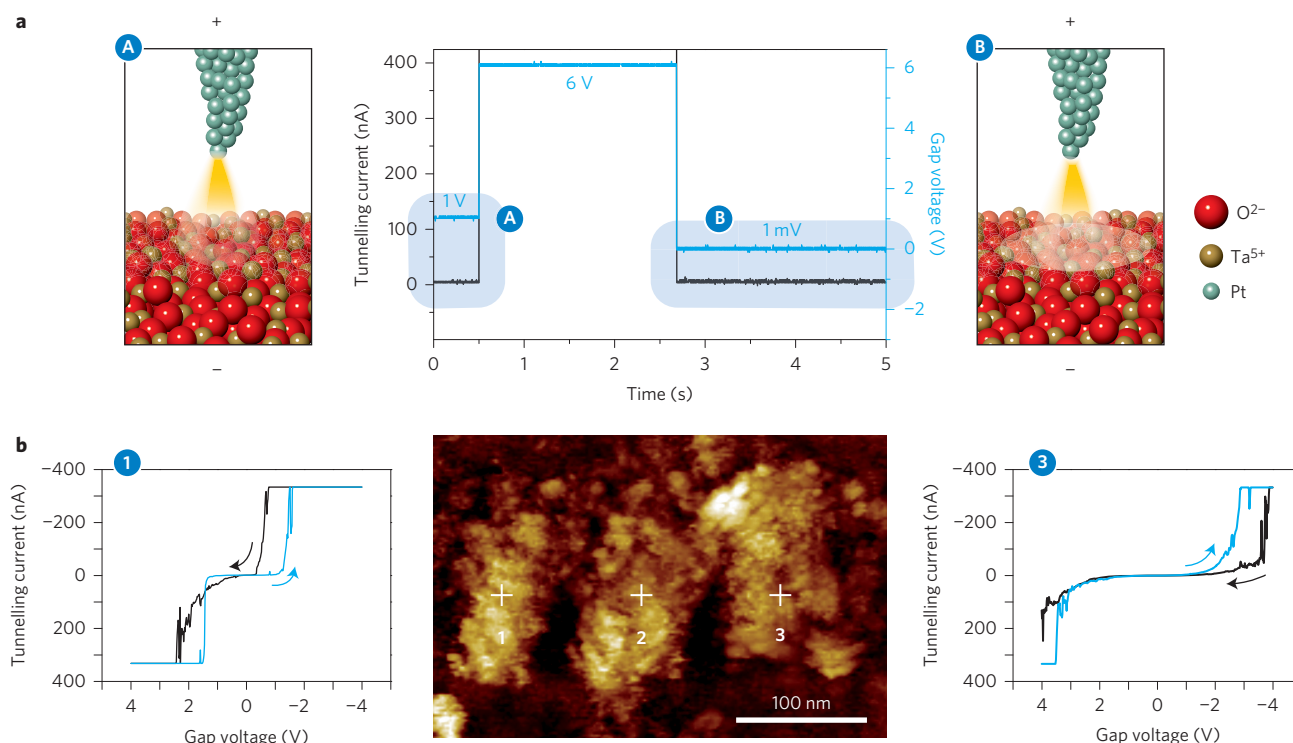 a
+
A
400
300
200
100
0
Tunnelling current (nA)
6 V
1 V
A
B
1 mV
6
4
2
0
−2
Gap voltage (V)
0
1
2
3
4
5
Time (s)
−
+
B
−
O2−
Ta5+
Pt
b
1
−400
−200
0
200
400
Tunnelling current (nA)
4
2
0
−2
−4
Gap voltage (V)
1
2
3
100 nm
3
−400
−200
0
200
400
Tunnelling current (nA)
4
2
0
−2
−4
Gap voltage (V)